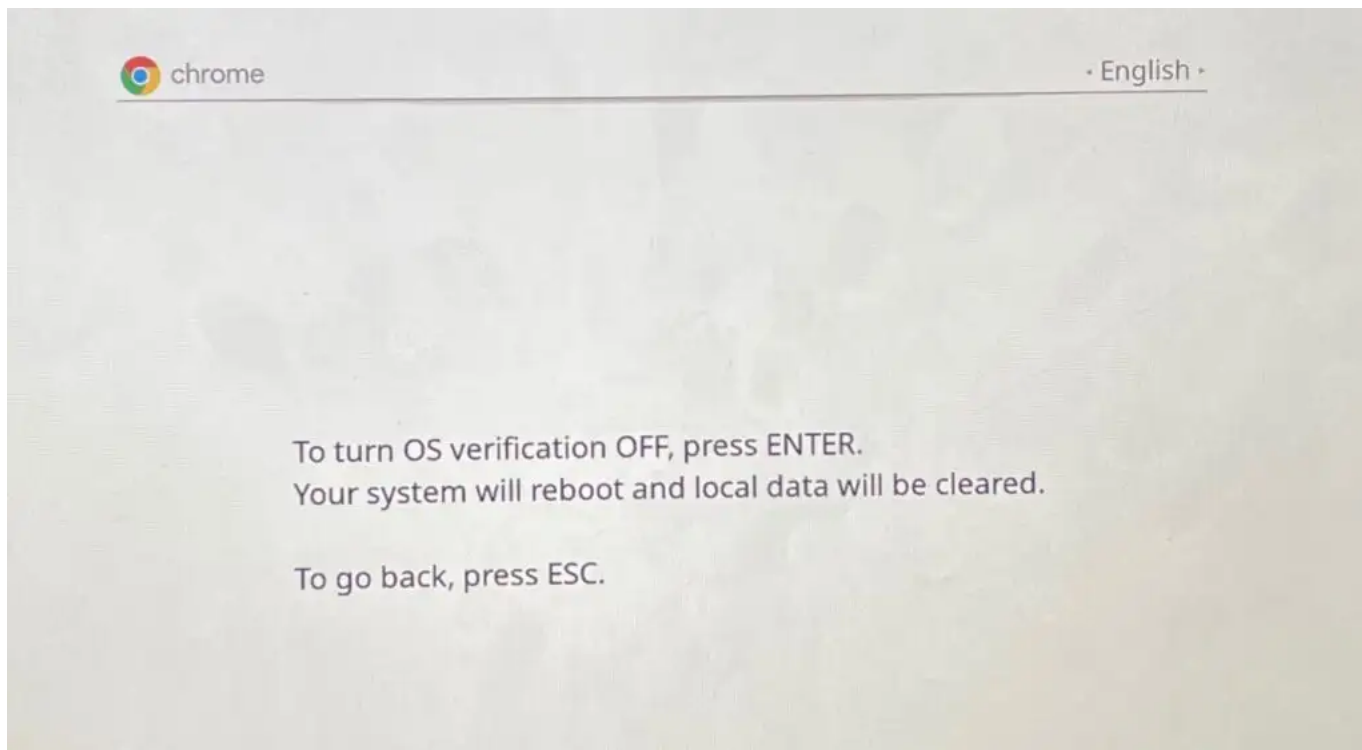 chrome
· English ·
To turn OS verification OFF, press ENTER.
Your system will reboot and local data will be cleared.
To go back, press ESC.